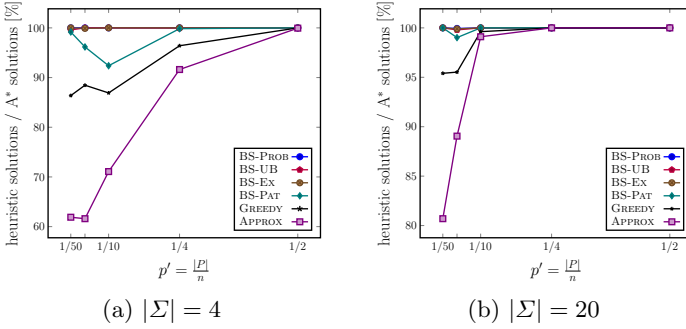 heuristic solutions / A* solutions [%]
100
90
80
70
60
BS-PROB
BS-UB
BS-EX
BS-PAT
GREEDY
APPROX
1/50
1/10
1/4
1/2
p′ = |P|/n
(a) |Σ| = 4
heuristic solutions / A* solutions [%]
100
95
90
85
80
BS-PROB
BS-UB
BS-EX
BS-PAT
GREEDY
APPROX
1/50
1/10
1/4
1/2
p′ = |P|/n
(b) |Σ| = 20